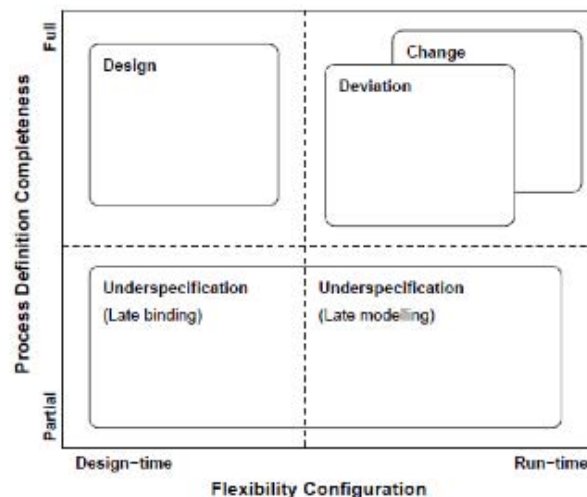 Full
Process Definition Completeness
Partial
Design
Change
Deviation
Underspecification
(Late binding)
Underspecification
(Late modelling)
Design-time
Run-time
Flexibility Configuration